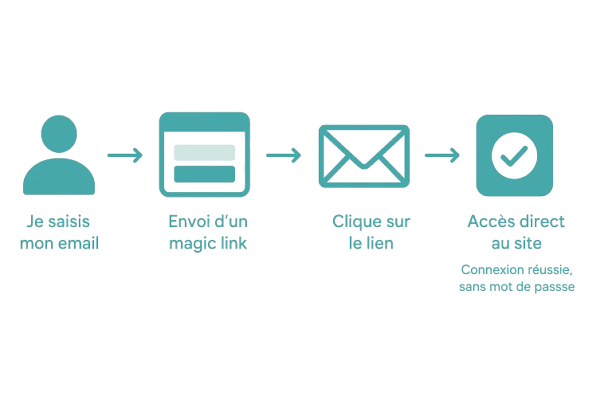 Je saisis
mon email
Envoi d'un
magic link
Clique sur
le lien
Accès direct
au site
Connexion réussie,
sans mot de passse